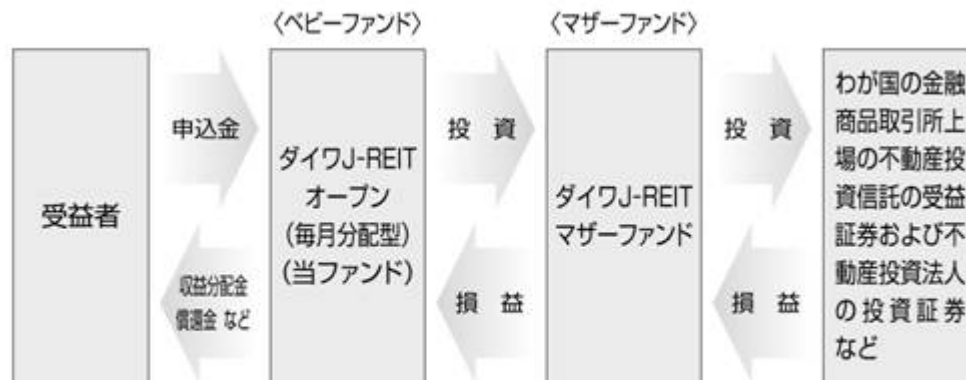 〈ベビーファンド〉
〈マザーファンド〉
受益者
申込金
収益分配金
償還金 など
ダイワJ-REIT
オープン
(毎月分配型)
(当ファンド)
投 資
損 益
ダイワJ-REIT
マザーファンド
投 資
損 益
わが国の金融
商品取引所上
場の不動産投
資信託の受益
証券および不
動産投資法人
の投資証券
など